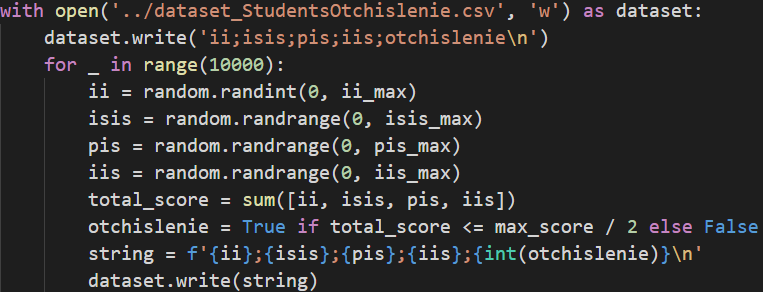 with open('../dataset_StudentsOtchislenie.csv', 'w') as dataset:
    dataset.write('ii;isis;pis;iis;otchislenie\n')
    for _ in range(10000):
        ii = random.randint(0, ii_max)
        isis = random.randrange(0, isis_max)
        pis = random.randrange(0, pis_max)
        iis = random.randrange(0, iis_max)
        total_score = sum([ii, isis, pis, iis])
        otchislenie = True if total_score <= max_score / 2 else False
        string = f'{ii};{isis};{pis};{iis};{int(otchislenie)}\n'
        dataset.write(string)